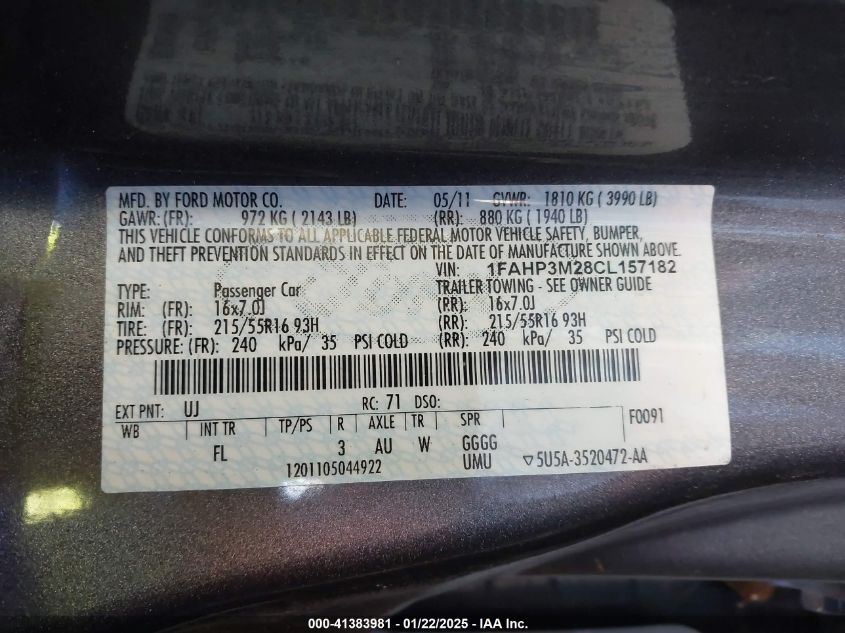 MFD. BY FORD MOTOR CO. DATE: 05/11 GVWR: 1810 KG ( 3990 LB)
GAWR: (FR): 972 KG ( 2143 LB) (RR): 880 KG ( 1940 LB)
THIS VEHICLE CONFORMS TO ALL APPLICABLE FEDERAL MOTOR VEHICLE SAFETY, BUMPER,
AND THEFT PREVENTION STANDARDS IN EFFECT ON THE DATE OF MANUFACTURE SHOWN ABOVE.
VIN: 1FAHP3M28CL157182
TYPE: Passenger Car TRAILER TOWING - SEE OWNER GUIDE
RIM: (FR): 16x7.0J (RR): 16x7.0J
TIRE: (FR): 215/55R16 93H (RR): 215/55R16 93H
PRESSURE: (FR): 240 kPa/ 35 PSI COLD (RR): 240 kPa/ 35 PSI COLD
EXT PNT: UJ RC: 71 DSO: F0091
WB INT TR TP/PS R AXLE TR SPR
FL 3 AU W GGGG
1201105044922 UMU ▽5U5A-3520472-AA
000-41383981 - 01/22/2025 - IAA Inc.